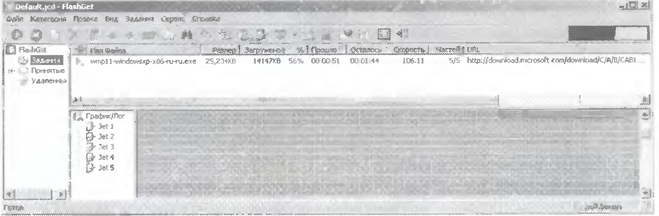 Default.jcd - FlashGet
Файл Категория Правка Вид Задания Сервис Справка
FlashGet
Задания
Принятые
Удаленные
Имя Файла Размер Загружено % Прошло Осталось Скорость Частей URL
wmp11-windowsxp-x86-ru-ru.exe 25,234KB 14147KB 56% 00:00:51 00:01:44 106.11 5/5 http://download.microsoft.com/download/C/A/B/CAB1...
График/Лог
Jet 1
Jet 2
Jet 3
Jet 4
Jet 5
Готов